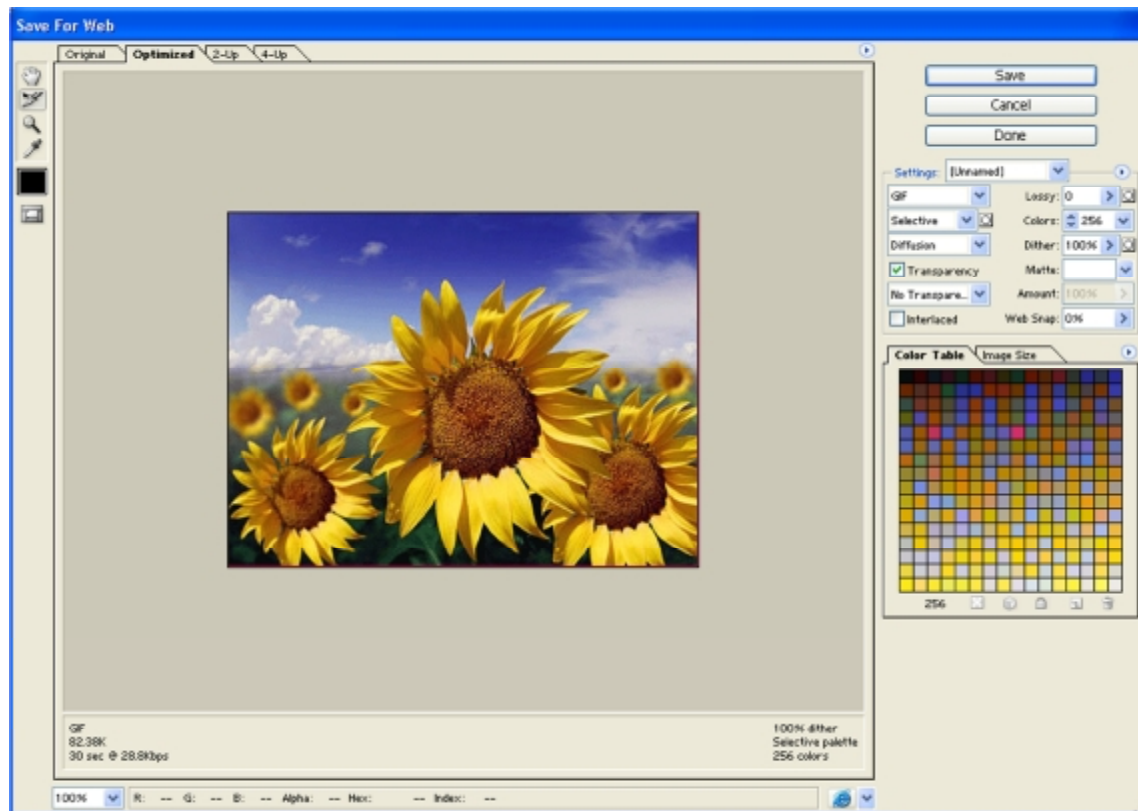 Save For Web
Original Optimized 2-Up 4-Up
Save
Cancel
Done
Settings: [Unnamed]
GIF Lossy: 0
Selective Colors: 256
Diffusion Dither: 100%
Transparency Matte:
No Transpare... Amount: 100%
Interlaced Web Snap: 0%
Color Table Image Size
256
GIF
82.38K
30 sec @ 28.8Kbps
100% dither
Selective palette
256 colors
100% R: -- G: -- B: -- Alpha: -- Hex: -- Index: --